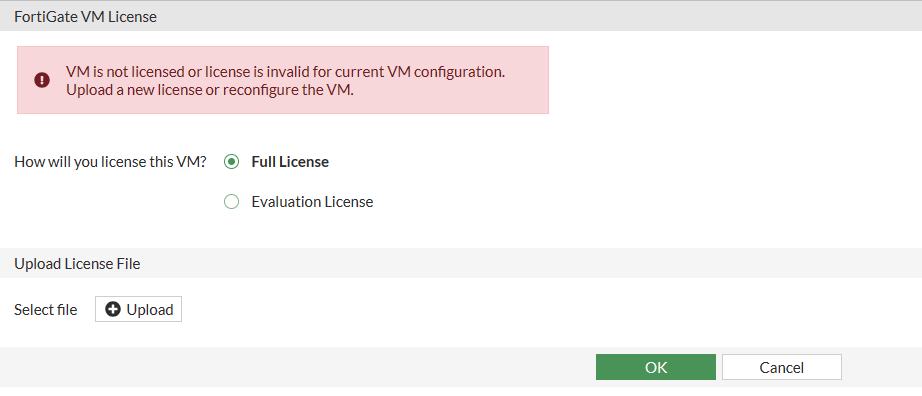 FortiGate VM License
VM is not licensed or license is invalid for current VM configuration.
Upload a new license or reconfigure the VM.
How will you license this VM? Full License
Evaluation License
Upload License File
Select file Upload
OK Cancel